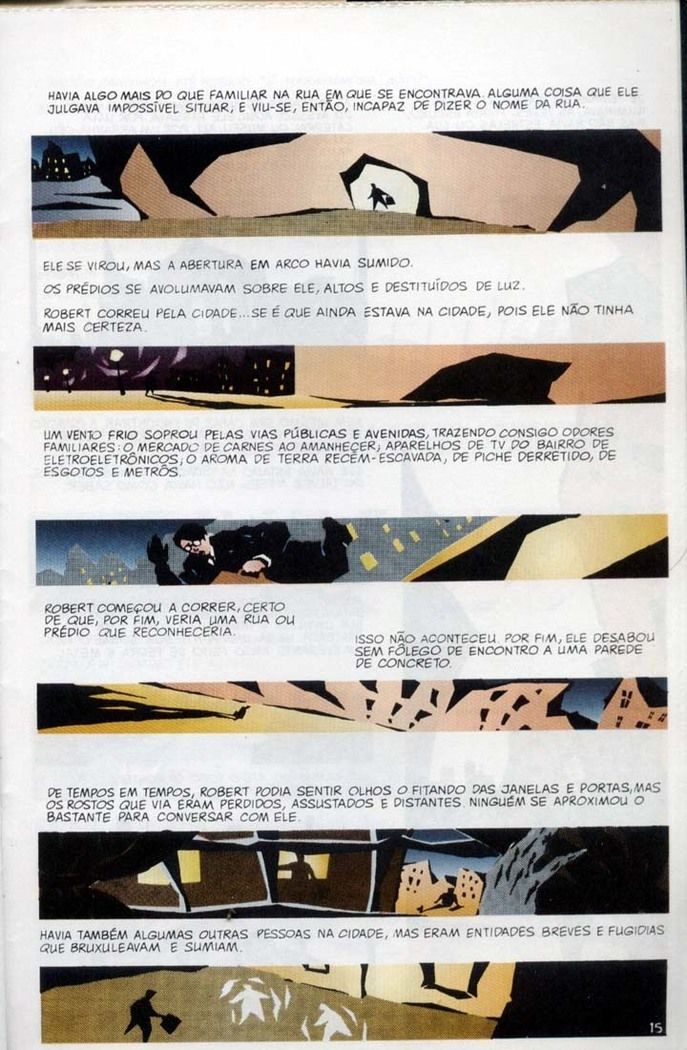 HAVIA ALGO MAIS DO QUE FAMILIAR NA RUA EM QUE SE ENCONTRAVA. ALGUMA COISA QUE ELE
JULGAVA IMPOSSÍVEL SITUAR; E VIU-SE, ENTÃO, INCAPAZ DE DIZER O NOME DA RUA.
ELE SE VIROU, MAS A ABERTURA EM ARCO HAVIA SUMIDO.
OS PRÉDIOS SE AVOLUMAVAM SOBRE ELE, ALTOS E DESTITUÍDOS DE LUZ.
ROBERT CORREU PELA CIDADE...SE É QUE AINDA ESTAVA NA CIDADE, POIS ELE NÃO TINHA
MAIS CERTEZA.
UM VENTO FRIO SOPROU PELAS VIAS PÚBLICAS E AVENIDAS, TRAZENDO CONSIGO ODORES
FAMILIARES: O MERCADO DE CARNES AO AMANHECER; APARELHOS DE TV DO BAIRRO DE
ELETROELETRÔNICOS; O AROMA DE TERRA RECÉM-ESCAVADA, DE PICHE DERRETIDO, DE
ESGOTOS E METRÔS.
ROBERT COMEÇOU A CORRER, CERTO
DE QUE, POR FIM, VERIA UMA RUA OU
PRÉDIO QUE RECONHECERIA.
ISSO NÃO ACONTECEU. POR FIM, ELE DESABOU
SEM FÔLEGO DE ENCONTRO A UMA PAREDE
DE CONCRETO.
DE TEMPOS EM TEMPOS, ROBERT PODIA SENTIR OLHOS O FITANDO DAS JANELAS E PORTAS, MAS
OS ROSTOS QUE VIA ERAM PERDIDOS, ASSUSTADOS E DISTANTES. NINGUÉM SE APROXIMOU O
BASTANTE PARA CONVERSAR COM ELE.
HAVIA TAMBÉM ALGUMAS OUTRAS PESSOAS NA CIDADE, MAS ERAM ENTIDADES BREVES E FUGIDIAS
QUE BRUXULEAVAM E SUMIAM.
15